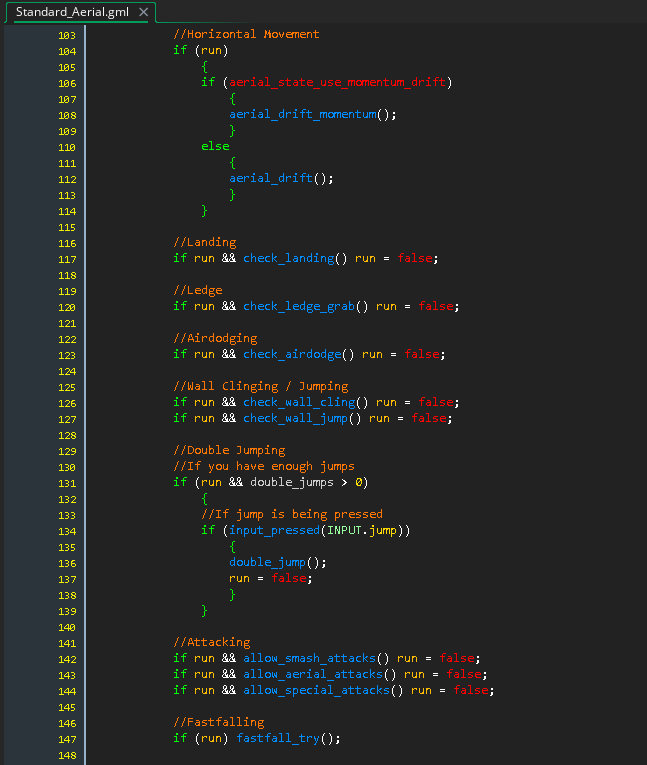 Standard_Aerial.gml ×
103 //Horizontal Movement
104 if (run)
105 {
106 if (aerial_state_use_momentum_drift)
107 {
108 aerial_drift_momentum();
109 }
110 else
111 {
112 aerial_drift();
113 }
114 }
115
116 //Landing
117 if run && check_landing() run = false;
118
119 //Ledge
120 if run && check_ledge_grab() run = false;
121
122 //Airdodging
123 if run && check_airdodge() run = false;
124
125 //Wall Clinging / Jumping
126 if run && check_wall_cling() run = false;
127 if run && check_wall_jump() run = false;
128
129 //Double Jumping
130 //If you have enough jumps
131 if (run && double_jumps > 0)
132 {
133 //If jump is being pressed
134 if (input_pressed(INPUT.jump))
135 {
136 double_jump();
137 run = false;
138 }
139 }
140
141 //Attacking
142 if run && allow_smash_attacks() run = false;
143 if run && allow_aerial_attacks() run = false;
144 if run && allow_special_attacks() run = false;
145
146 //Fastfalling
147 if (run) fastfall_try();
148